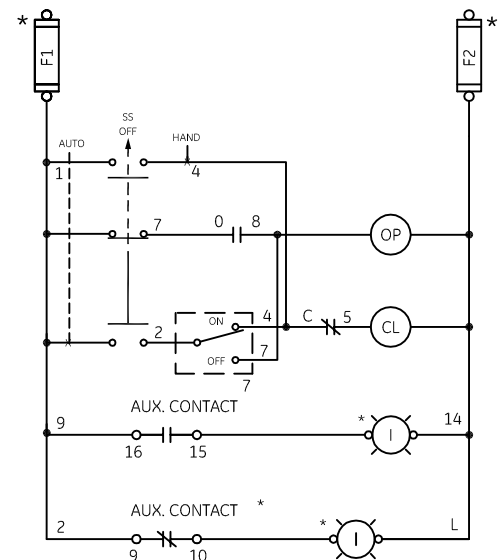 *
F1
F2
*
SS
OFF
AUTO
HAND
1
4
7
0
8
OP
2
ON
4
C
5
CL
OFF
7
7
AUX. CONTACT
9
*
I
14
16
15
AUX. CONTACT *
2
*
I
L
9
10